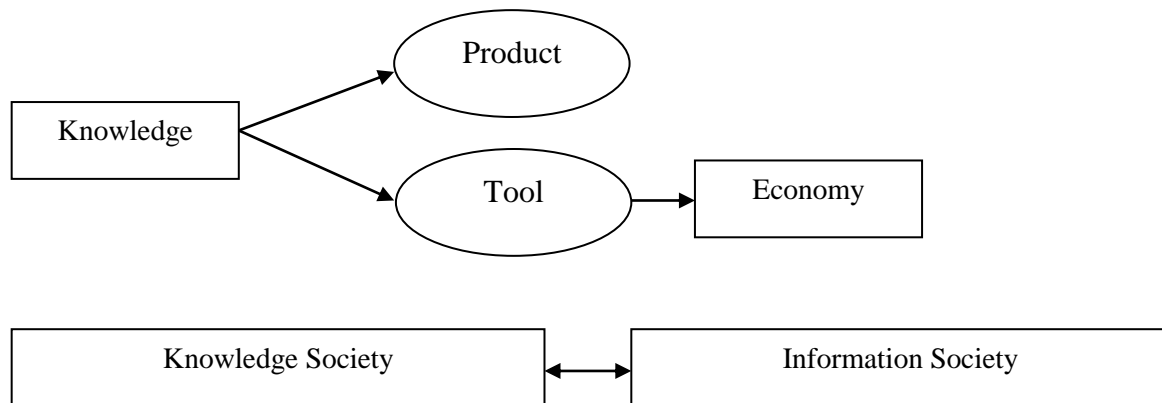 Product
Knowledge
Tool
Economy
Knowledge Society
Information Society